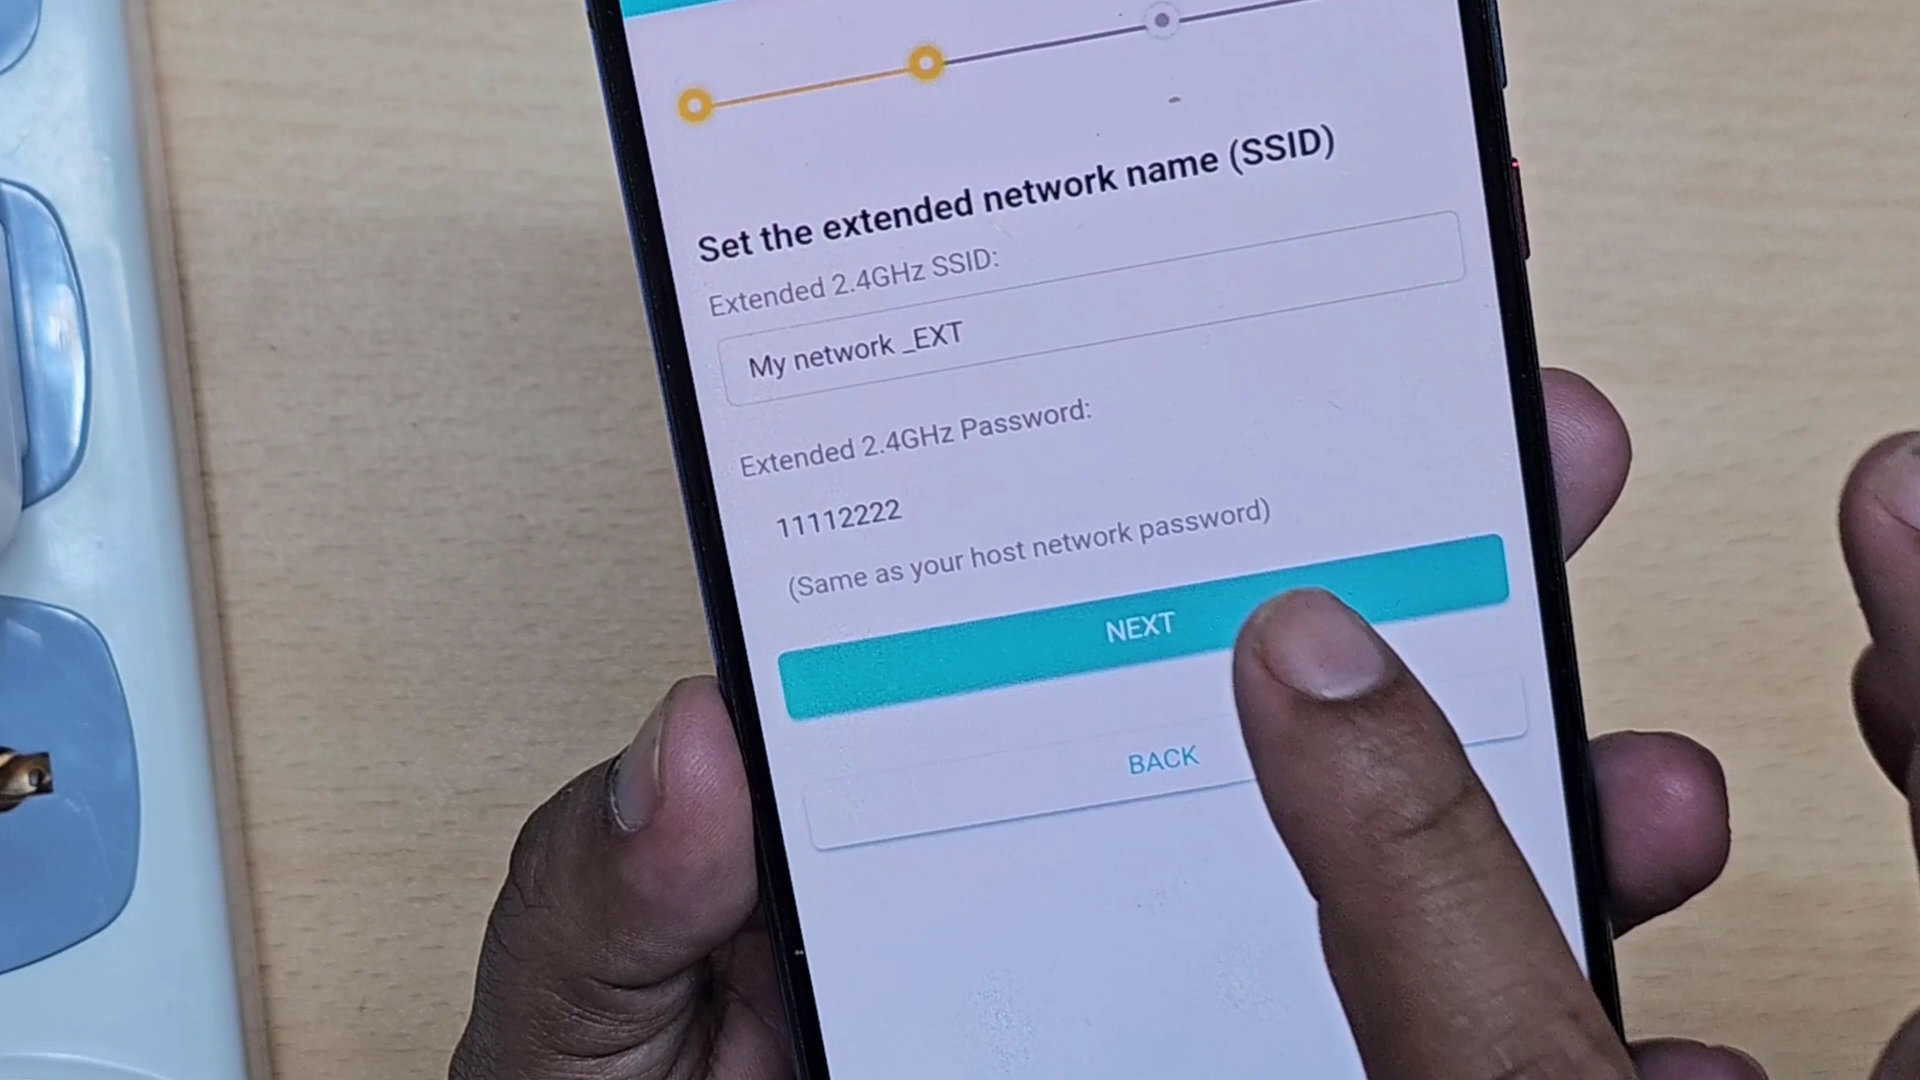 Set the extended network name (SSID)
Extended 2.4GHz SSID:
My network _EXT
Extended 2.4GHz Password:
11112222
(Same as your host network password)
NEXT
BACK